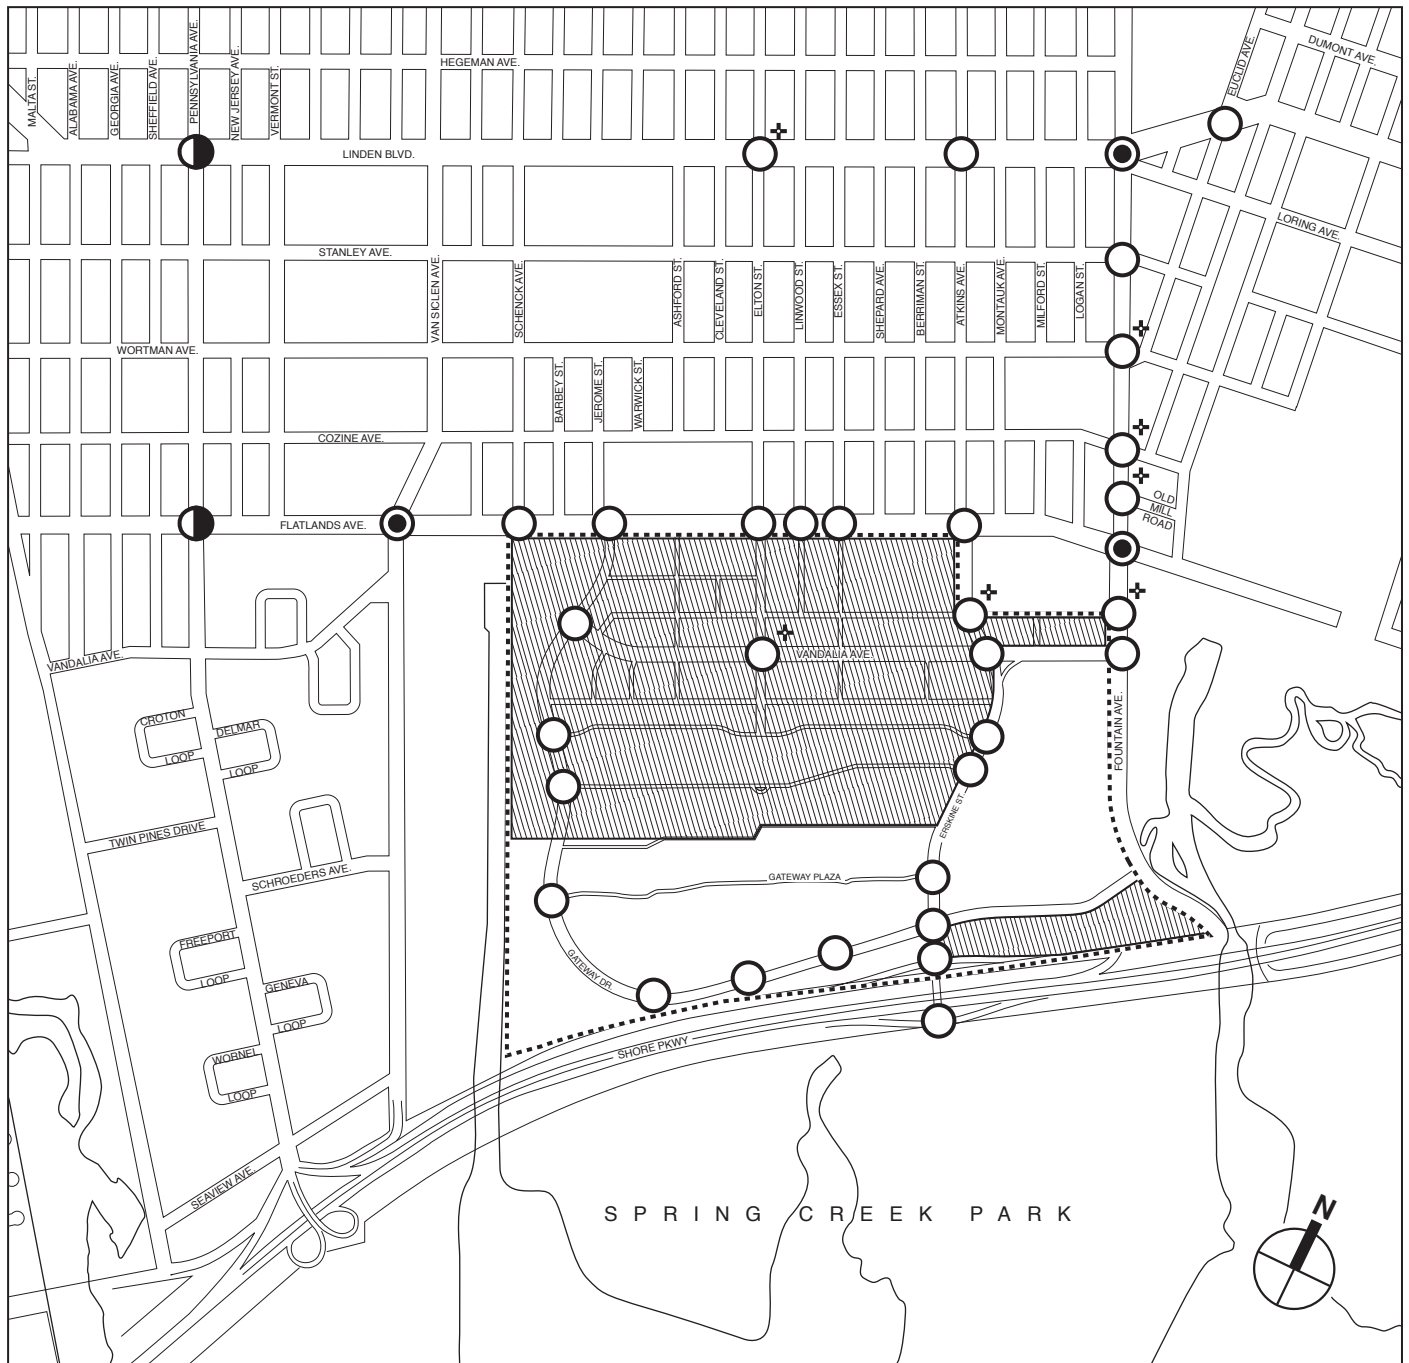 DUMONT AVE.
EUCLID AVE.
HEGEMAN AVE.
MALTA ST.
ALABAMA AVE.
GEORGIA AVE.
SHEFFIELD AVE.
PENNSYLVANIA AVE.
NEW JERSEY AVE.
VERMONT ST.
LINDEN BLVD.
LORING AVE.
STANLEY AVE.
VAN SICLEN AVE.
SCHENCK AVE.
ASHFORD ST.
CLEVELAND ST.
ELTON ST.
LINWOOD ST.
ESSEX ST.
SHEPARD AVE.
BERRIMAN ST.
ATKINS AVE.
MONTAUK AVE.
MILFORD ST.
LOGAN ST.
WORTMAN AVE.
BARBEY ST.
JEROME ST.
WARWICK ST.
COZINE AVE.
OLD
MILL
ROAD
FLATLANDS AVE.
VANDALIA AVE.
VANDALIA AVE.
CROTON
LOOP
DELMAR
LOOP
FOUNTAIN AVE.
ERSKINE ST.
TWIN PINES DRIVE
SCHROEDERS AVE.
GATEWAY PLAZA
FREEPORT
LOOP
GATEWAY DR.
GENEVA
LOOP
SHORE PKWY
WORNEL
LOOP
SEAVIEW AVE.
SPRING CREEK PARK
N